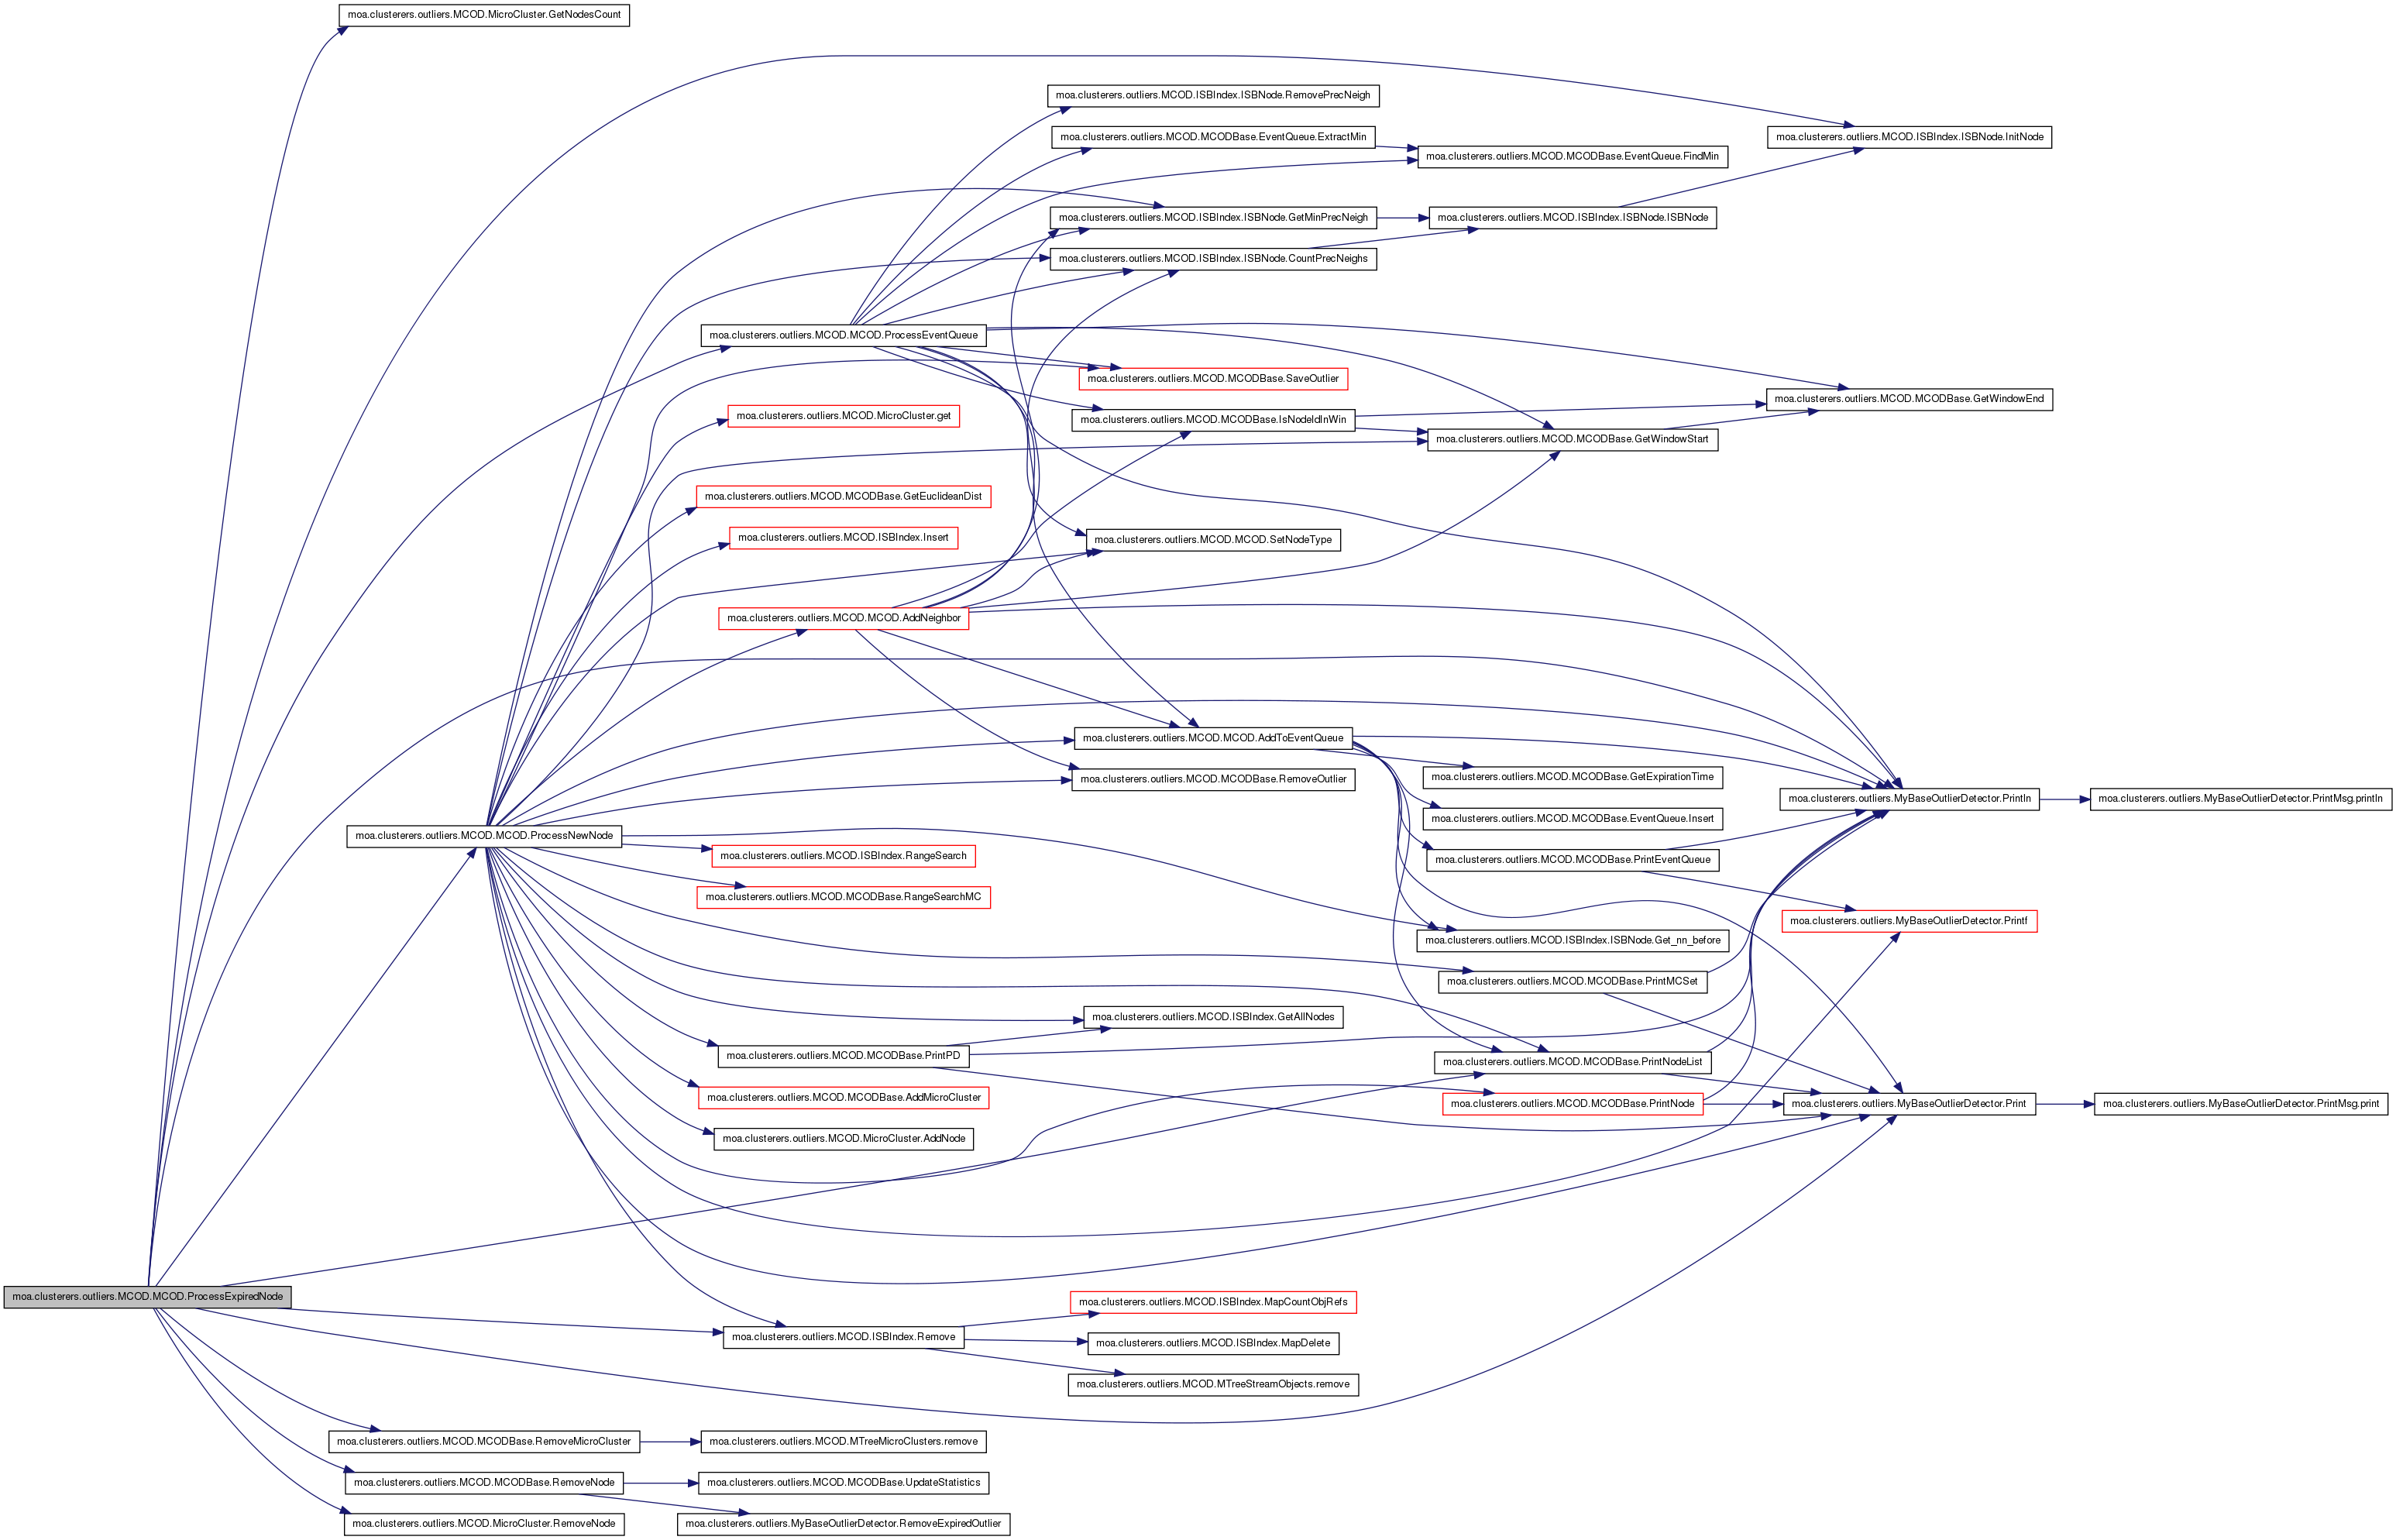 moa.clusterers.outliers.MCOD.MicroCluster.GetNodesCount
moa.clusterers.outliers.MCOD.ISBIndex.ISBNode.RemovePrecNeigh
moa.clusterers.outliers.MCOD.MCODBase.EventQueue.ExtractMin
moa.clusterers.outliers.MCOD.ISBIndex.ISBNode.InitNode
moa.clusterers.outliers.MCOD.MCODBase.EventQueue.FindMin
moa.clusterers.outliers.MCOD.ISBIndex.ISBNode.GetMinPrecNeigh
moa.clusterers.outliers.MCOD.ISBIndex.ISBNode.ISBNode
moa.clusterers.outliers.MCOD.ISBIndex.ISBNode.CountPrecNeighs
moa.clusterers.outliers.MCOD.MCOD.ProcessEventQueue
moa.clusterers.outliers.MCOD.MCODBase.SaveOutlier
moa.clusterers.outliers.MCOD.MCODBase.GetWindowEnd
moa.clusterers.outliers.MCOD.MicroCluster.get
moa.clusterers.outliers.MCOD.MCODBase.IsNodeIdInWin
moa.clusterers.outliers.MCOD.MCODBase.GetWindowStart
moa.clusterers.outliers.MCOD.MCODBase.GetEuclideanDist
moa.clusterers.outliers.MCOD.ISBIndex.Insert
moa.clusterers.outliers.MCOD.MCOD.SetNodeType
moa.clusterers.outliers.MCOD.MCOD.AddNeighbor
moa.clusterers.outliers.MCOD.MCOD.AddToEventQueue
moa.clusterers.outliers.MCOD.MCODBase.GetExpirationTime
moa.clusterers.outliers.MCOD.MCODBase.RemoveOutlier
moa.clusterers.outliers.MyBaseOutlierDetector.Println
moa.clusterers.outliers.MyBaseOutlierDetector.PrintMsg.println
moa.clusterers.outliers.MCOD.MCODBase.EventQueue.Insert
moa.clusterers.outliers.MCOD.MCOD.ProcessNewNode
moa.clusterers.outliers.MCOD.ISBIndex.RangeSearch
moa.clusterers.outliers.MCOD.MCODBase.PrintEventQueue
moa.clusterers.outliers.MCOD.MCODBase.RangeSearchMC
moa.clusterers.outliers.MyBaseOutlierDetector.Printf
moa.clusterers.outliers.MCOD.ISBIndex.ISBNode.Get_nn_before
moa.clusterers.outliers.MCOD.MCODBase.PrintMCSet
moa.clusterers.outliers.MCOD.ISBIndex.GetAllNodes
moa.clusterers.outliers.MCOD.MCODBase.PrintPD
moa.clusterers.outliers.MCOD.MCODBase.PrintNodeList
moa.clusterers.outliers.MCOD.MCODBase.AddMicroCluster
moa.clusterers.outliers.MCOD.MCODBase.PrintNode
moa.clusterers.outliers.MyBaseOutlierDetector.Print
moa.clusterers.outliers.MyBaseOutlierDetector.PrintMsg.print
moa.clusterers.outliers.MCOD.MicroCluster.AddNode
moa.clusterers.outliers.MCOD.MCOD.ProcessExpiredNode
moa.clusterers.outliers.MCOD.ISBIndex.MapCountObjRefs
moa.clusterers.outliers.MCOD.ISBIndex.Remove
moa.clusterers.outliers.MCOD.ISBIndex.MapDelete
moa.clusterers.outliers.MCOD.MTreeStreamObjects.remove
moa.clusterers.outliers.MCOD.MCODBase.RemoveMicroCluster
moa.clusterers.outliers.MCOD.MTreeMicroClusters.remove
moa.clusterers.outliers.MCOD.MCODBase.RemoveNode
moa.clusterers.outliers.MCOD.MCODBase.UpdateStatistics
moa.clusterers.outliers.MCOD.MicroCluster.RemoveNode
moa.clusterers.outliers.MyBaseOutlierDetector.RemoveExpiredOutlier